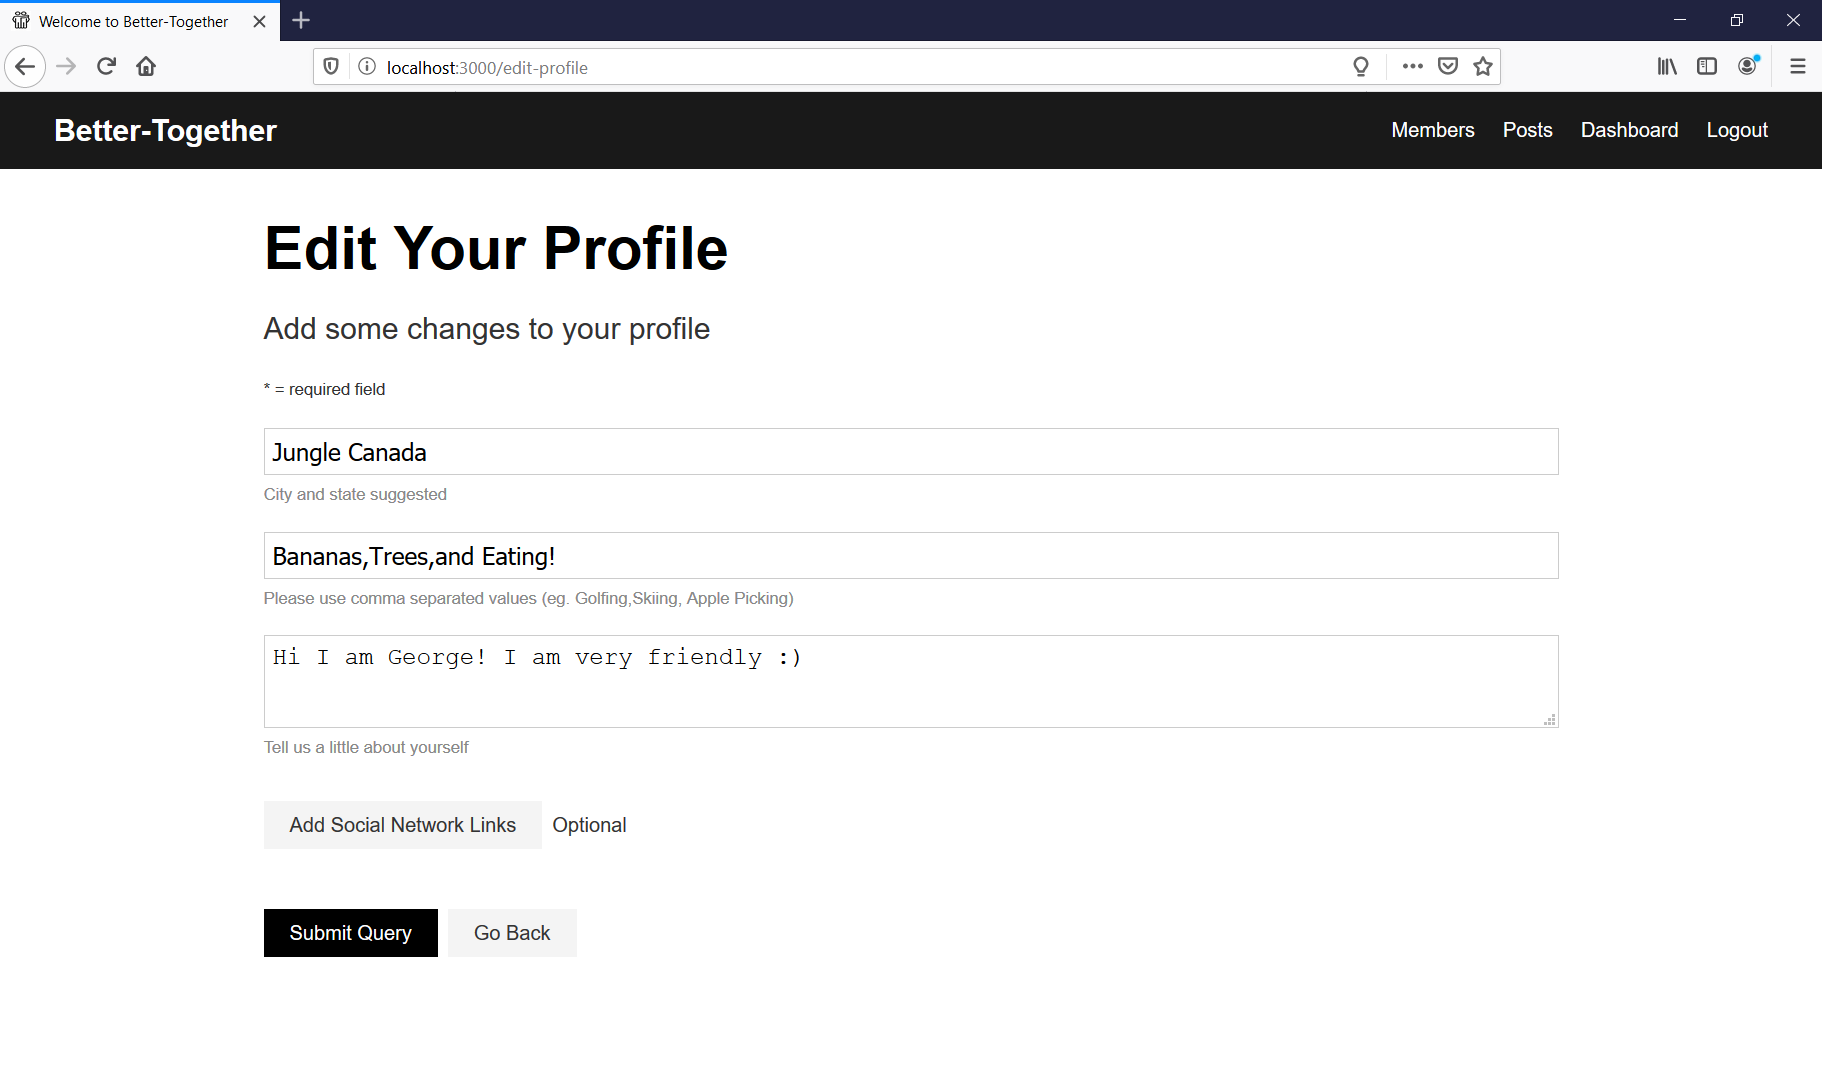 Welcome to Better-Together
localhost:3000/edit-profile
Better-Together
Members Posts Dashboard Logout
Edit Your Profile
Add some changes to your profile
* = required field
Jungle Canada
City and state suggested
Bananas,Trees,and Eating!
Please use comma separated values (eg. Golfing,Skiing, Apple Picking)
Hi I am George! I am very friendly :)
Tell us a little about yourself
Add Social Network Links Optional
Submit Query Go Back